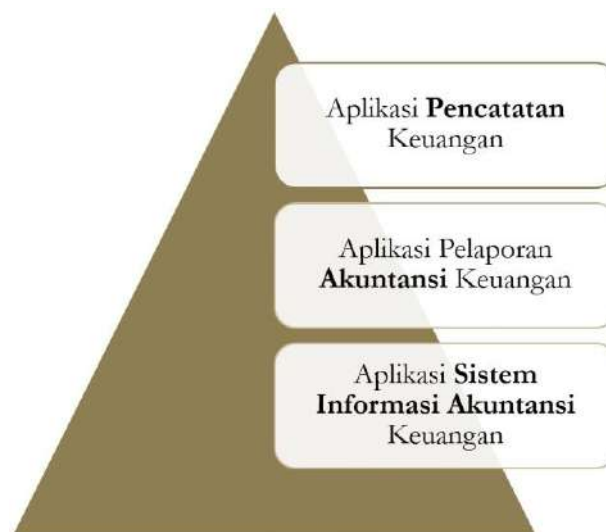 Aplikasi Pencatatan
Keuangan
Aplikasi Pelaporan
Akuntansi Keuangan
Aplikasi Sistem
Informasi Akuntansi
Keuangan